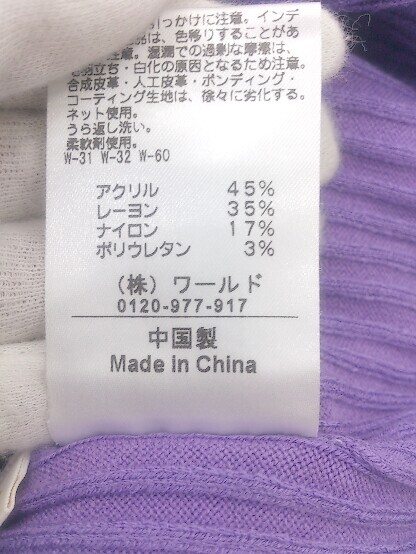 引っかけに注意。インデ
は、色移りすることがあ
注意。濕潤での過剰な摩擦は、
毛羽立ち・白化の原因となるため注意。
合成皮革・人工皮革・ボンディング・
コーティング生地は、徐々に劣化する。
ネット使用。
うら返し洗い。
柔軟剤使用。
W-31 W-32 W-60
アクリル 45%
レーヨン 35%
ナイロン 17%
ポリウレタン 3%
(株) ワールド
0120-977-917
中国製
Made in China